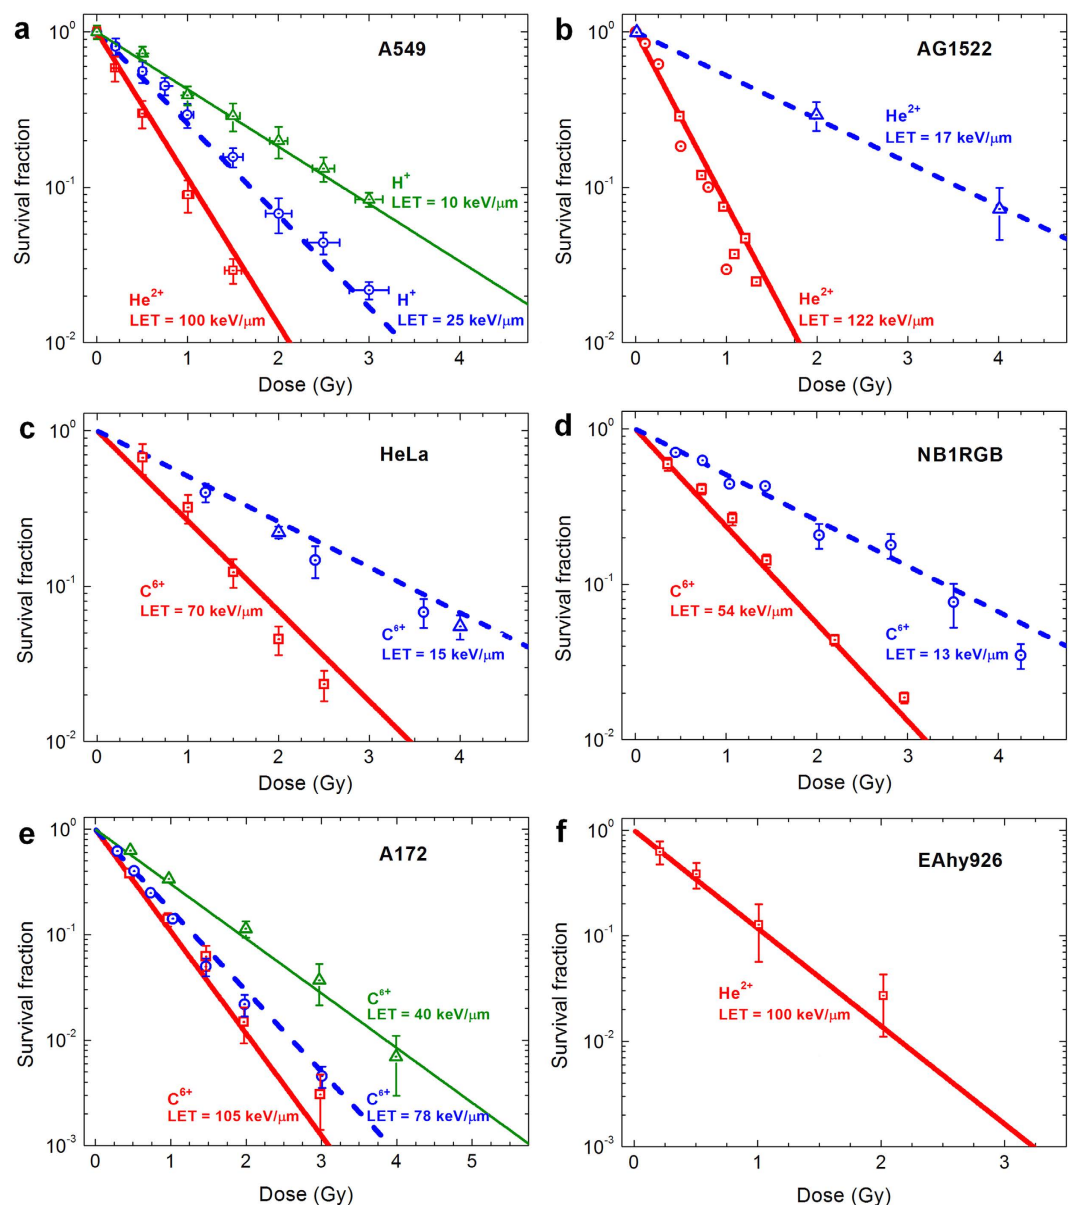 a
A549
10⁰
10⁻¹
10⁻²
Survival fraction
H⁺
LET = 10 keV/μm
He²⁺
LET = 100 keV/μm
H⁺
LET = 25 keV/μm
0 1 2 3 4
Dose (Gy)
b
AG1522
10⁰
10⁻¹
10⁻²
Survival fraction
He²⁺
LET = 17 keV/μm
He²⁺
LET = 122 keV/μm
0 1 2 3 4
Dose (Gy)
c
HeLa
10⁰
10⁻¹
10⁻²
Survival fraction
C⁶⁺
LET = 70 keV/μm
C⁶⁺
LET = 15 keV/μm
0 1 2 3 4
Dose (Gy)
d
NB1RGB
10⁰
10⁻¹
10⁻²
Survival fraction
C⁶⁺
LET = 54 keV/μm
C⁶⁺
LET = 13 keV/μm
0 1 2 3 4
Dose (Gy)
e
A172
10⁰
10⁻¹
10⁻²
10⁻³
Survival fraction
C⁶⁺
LET = 40 keV/μm
C⁶⁺
LET = 105 keV/μm
C⁶⁺
LET = 78 keV/μm
0 1 2 3 4 5
Dose (Gy)
f
EAhy926
10⁰
10⁻¹
10⁻²
10⁻³
Survival fraction
He²⁺
LET = 100 keV/μm
0 1 2 3
Dose (Gy)